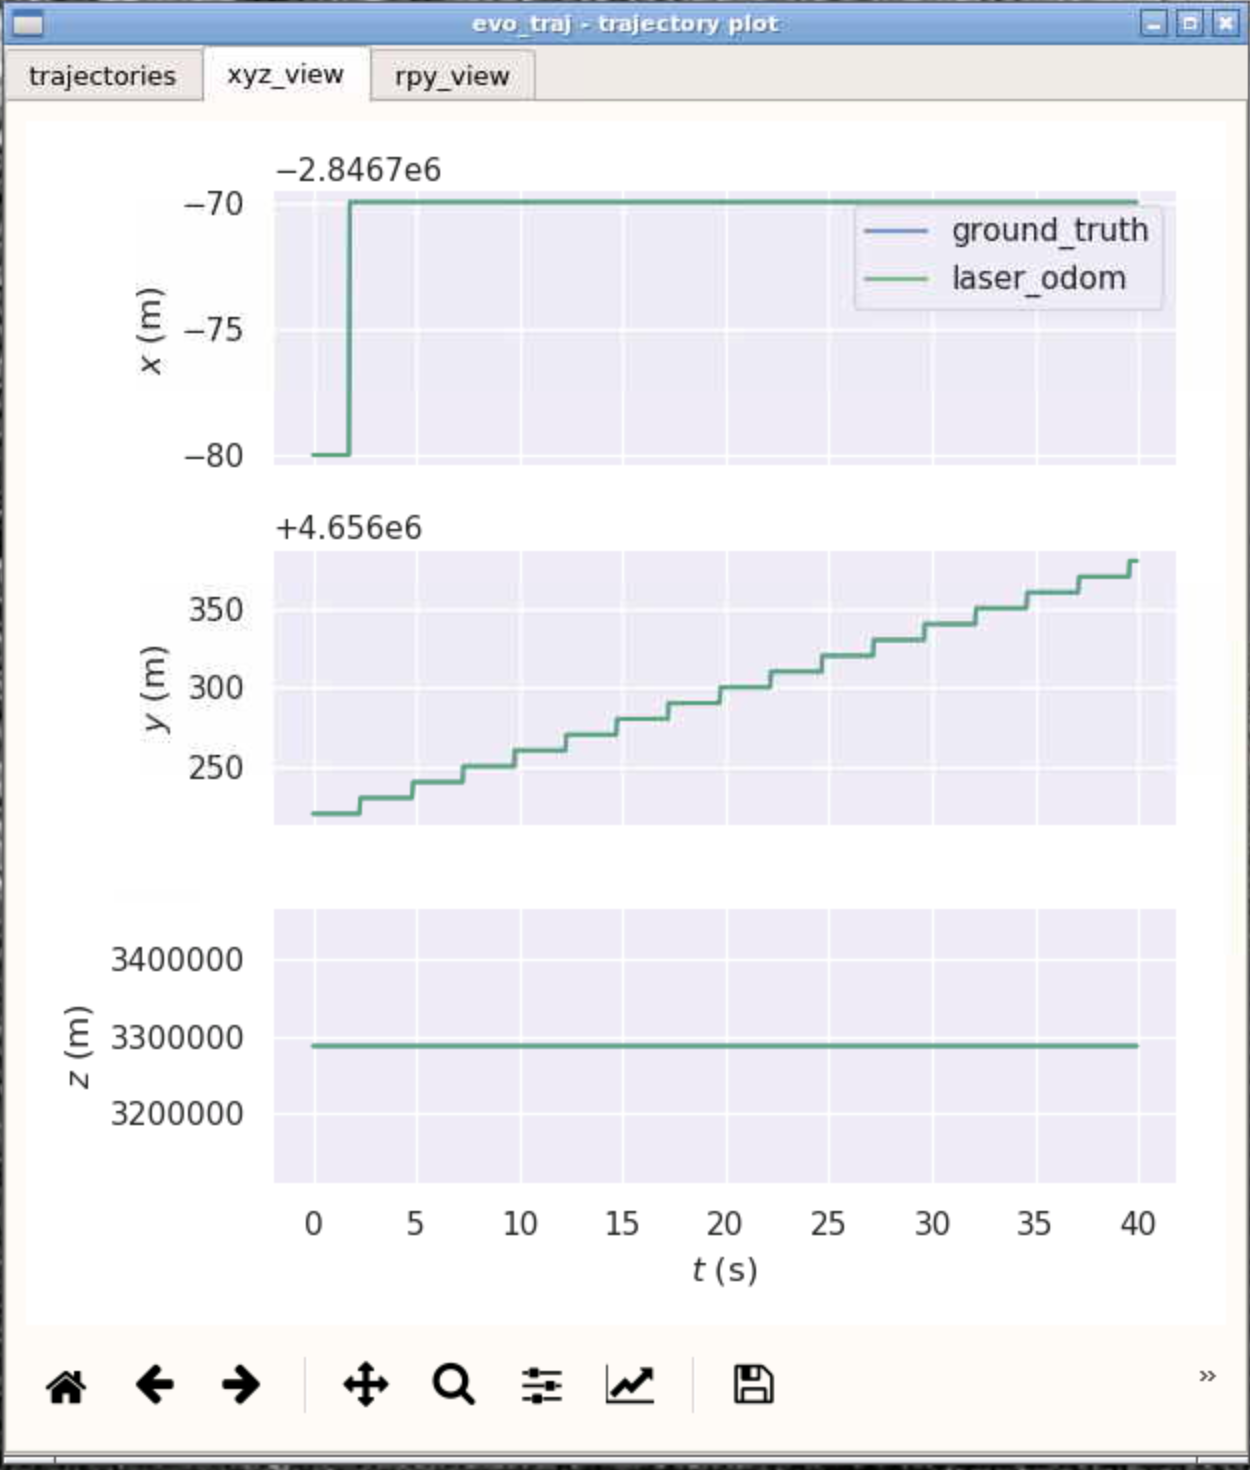 evo_traj - trajectory plot
trajectories xyz_view rpy_view
−2.8467e6
−70
ground_truth
laser_odom
x (m)
−75
−80
+4.656e6
350
y (m)
300
250
3400000
z (m)
3300000
3200000
0 5 10 15 20 25 30 35 40
t (s)
»